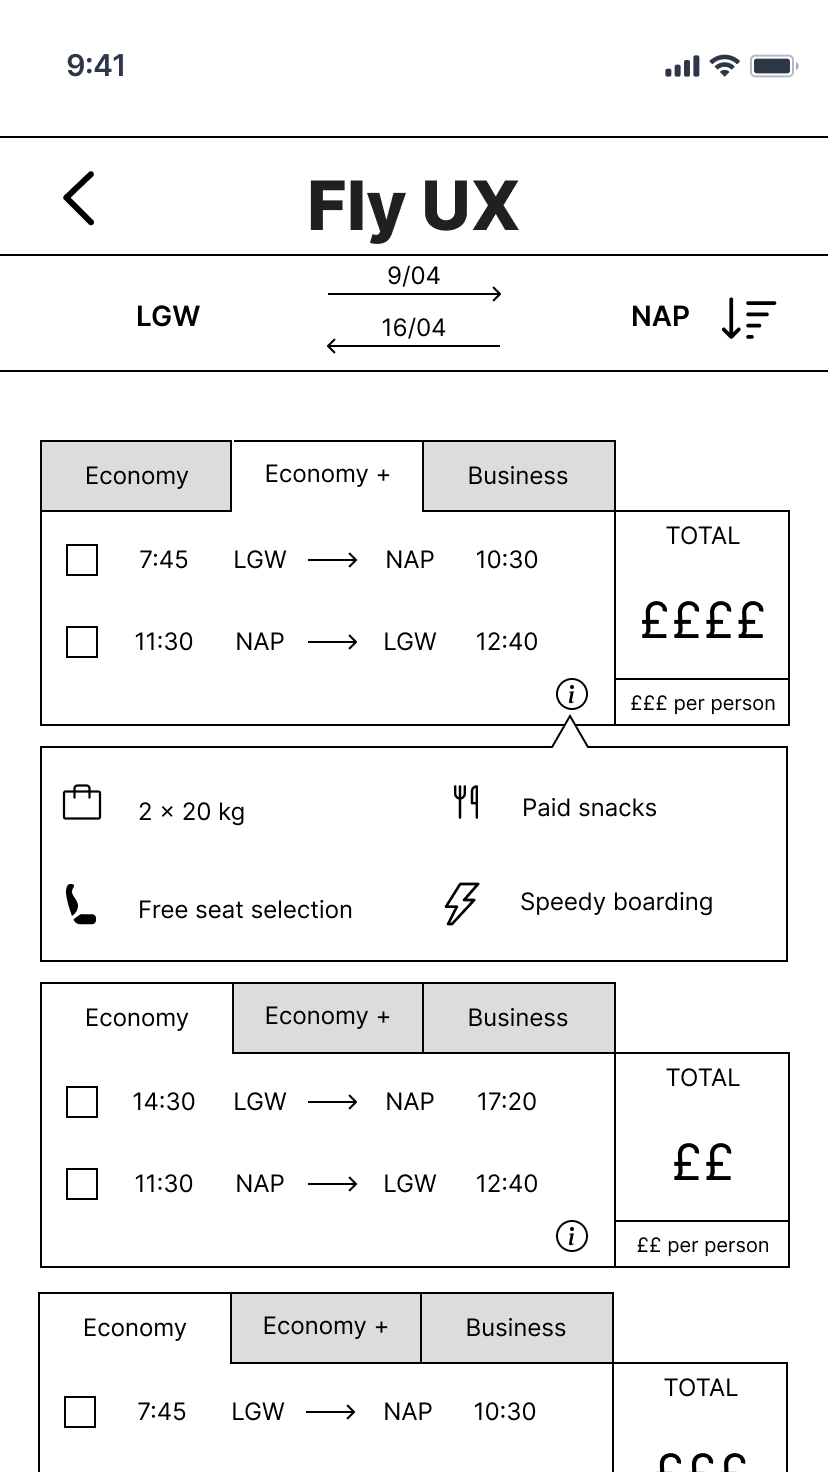 9:41
Fly UX
9/04
LGW NAP
16/04
Economy Economy + Business
TOTAL
7:45 LGW NAP 10:30
££££
11:30 NAP LGW 12:40
i
£££ per person
2 × 20 kg Paid snacks
Free seat selection Speedy boarding
Economy Economy + Business
TOTAL
14:30 LGW NAP 17:20
££
11:30 NAP LGW 12:40
i
££ per person
Economy Economy + Business
TOTAL
7:45 LGW NAP 10:30
£££